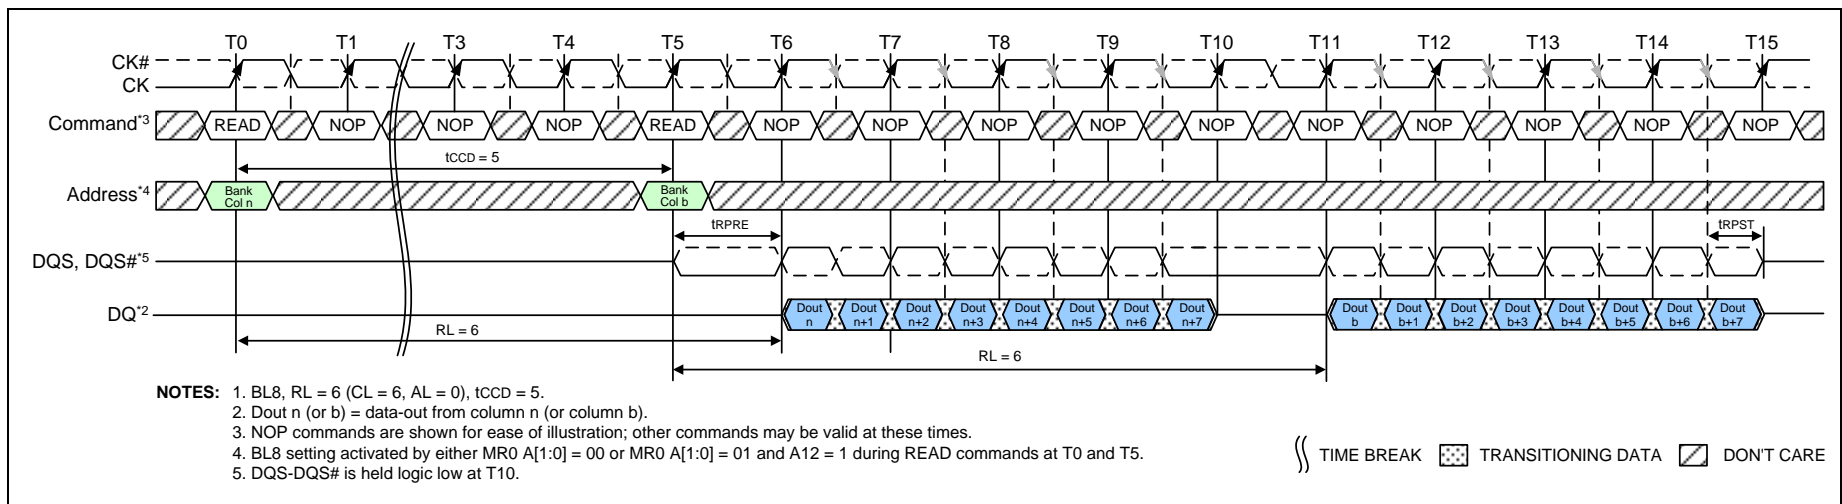 T0 T1 T3 T4 T5 T6 T7 T8 T9 T10 T11 T12 T13 T14 T15
CK#
CK
Command*3 READ NOP NOP NOP READ NOP NOP NOP NOP NOP NOP NOP NOP NOP NOP
tCCD = 5
Address*4 Bank Col n Bank Col b
tRPRE tRPST
DQS, DQS#*5
DQ*2 Dout n Dout n+1 Dout n+2 Dout n+3 Dout n+4 Dout n+5 Dout n+6 Dout n+7 Dout b Dout b+1 Dout b+2 Dout b+3 Dout b+4 Dout b+5 Dout b+6 Dout b+7
RL = 6
RL = 6
NOTES: 1. BL8, RL = 6 (CL = 6, AL = 0), tCCD = 5.
2. Dout n (or b) = data-out from column n (or column b).
3. NOP commands are shown for ease of illustration; other commands may be valid at these times.
4. BL8 setting activated by either MR0 A[1:0] = 00 or MR0 A[1:0] = 01 and A12 = 1 during READ commands at T0 and T5.
5. DQS-DQS# is held logic low at T10.
TIME BREAK TRANSITIONING DATA DON'T CARE